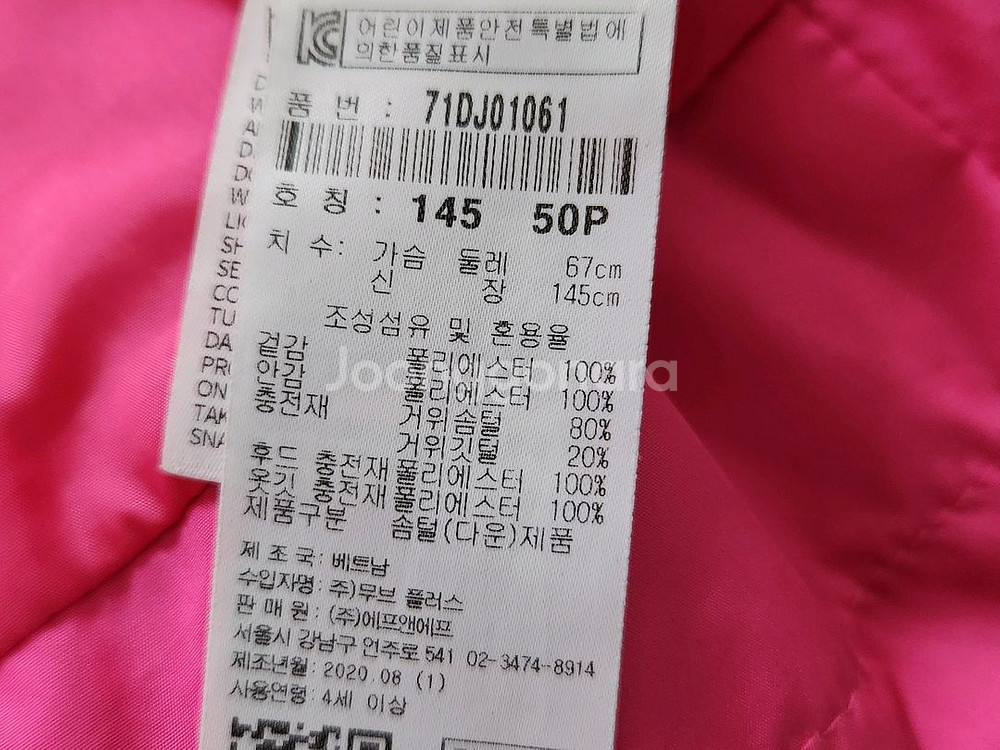 KC 어린이제품안전특별법에
의한품질표시
품 번 : 71DJ01061
호 칭 : 145 50P
치 수: 가슴 둘레 67cm
신 장 145cm
조성섬유 및 혼용율
겉감 폴리에스터 100%
안감 폴리에스터 100%
충전재 거위솜털 80%
거위깃털 20%
후드 충전재 폴리에스터 100%
옷깃 충전재 폴리에스터 100%
제품구분 솜털(다운)제품
제 조 국: 베트남
수입자명: 주)무브 플러스
판 매 원: (주)에프앤에프
서울시 강남구 언주로 541 02-3474-8914
제조년월: 2020.08 (1)
사용연령: 4세 이상